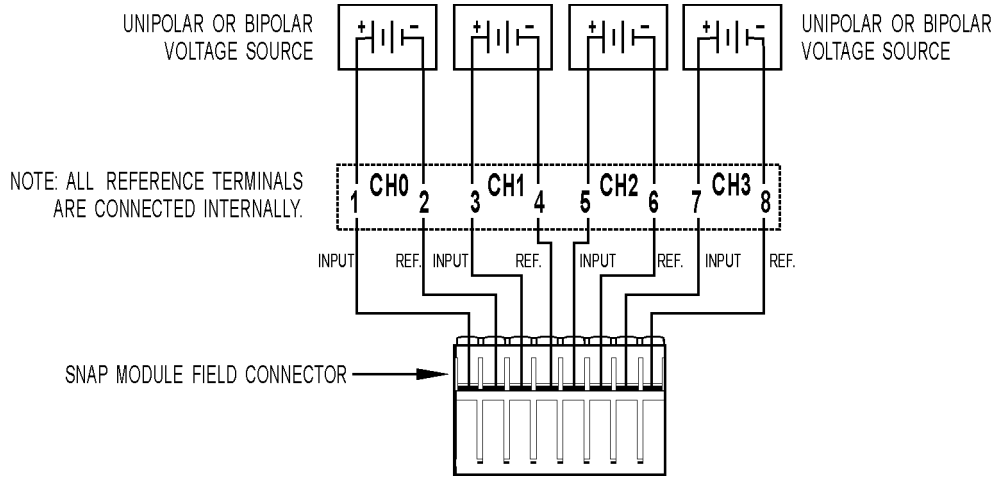 UNIPOLAR OR BIPOLAR
VOLTAGE SOURCE
+ - + - + - + -
UNIPOLAR OR BIPOLAR
VOLTAGE SOURCE
NOTE: ALL REFERENCE TERMINALS
ARE CONNECTED INTERNALLY.
1 CH0 2 3 CH1 4 5 CH2 6 7 CH3 8
INPUT REF. INPUT REF. INPUT REF. INPUT REF.
SNAP MODULE FIELD CONNECTOR